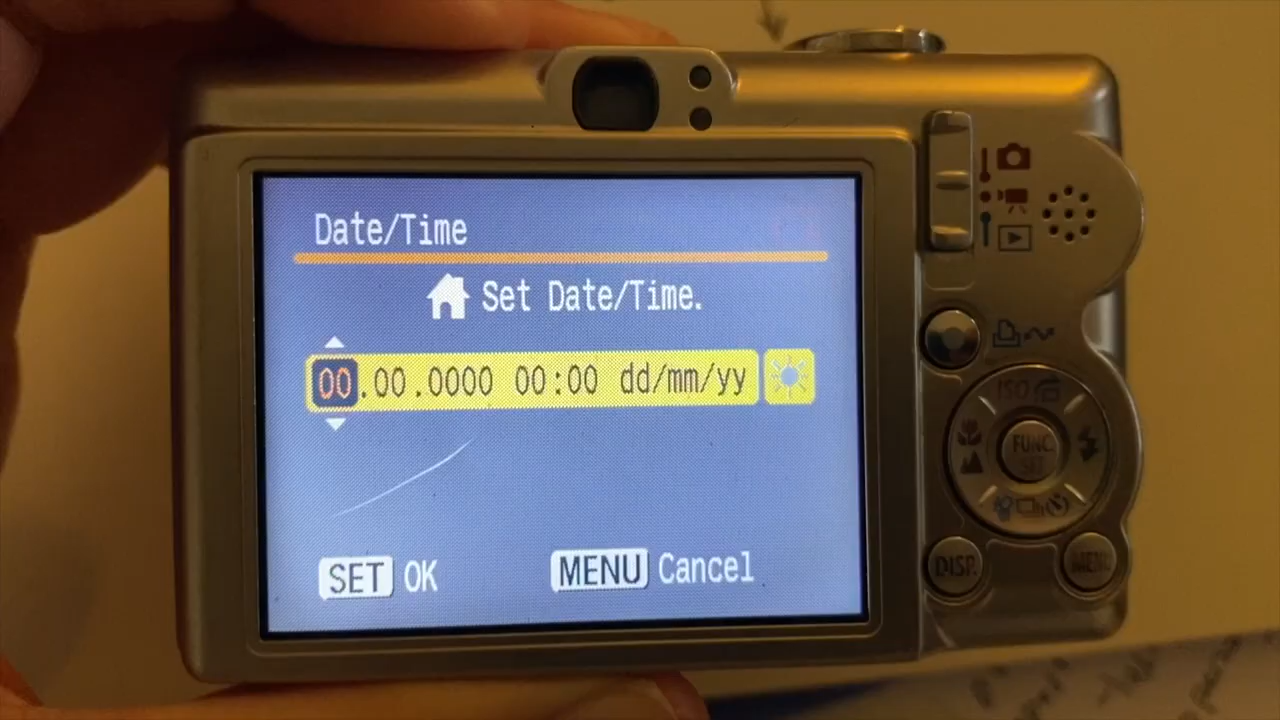 Date/Time
Set Date/Time.
00.00.0000 00:00 dd/mm/yy
SET OK MENU Cancel
ISO
FUNC.
SET
DISP.
MENU